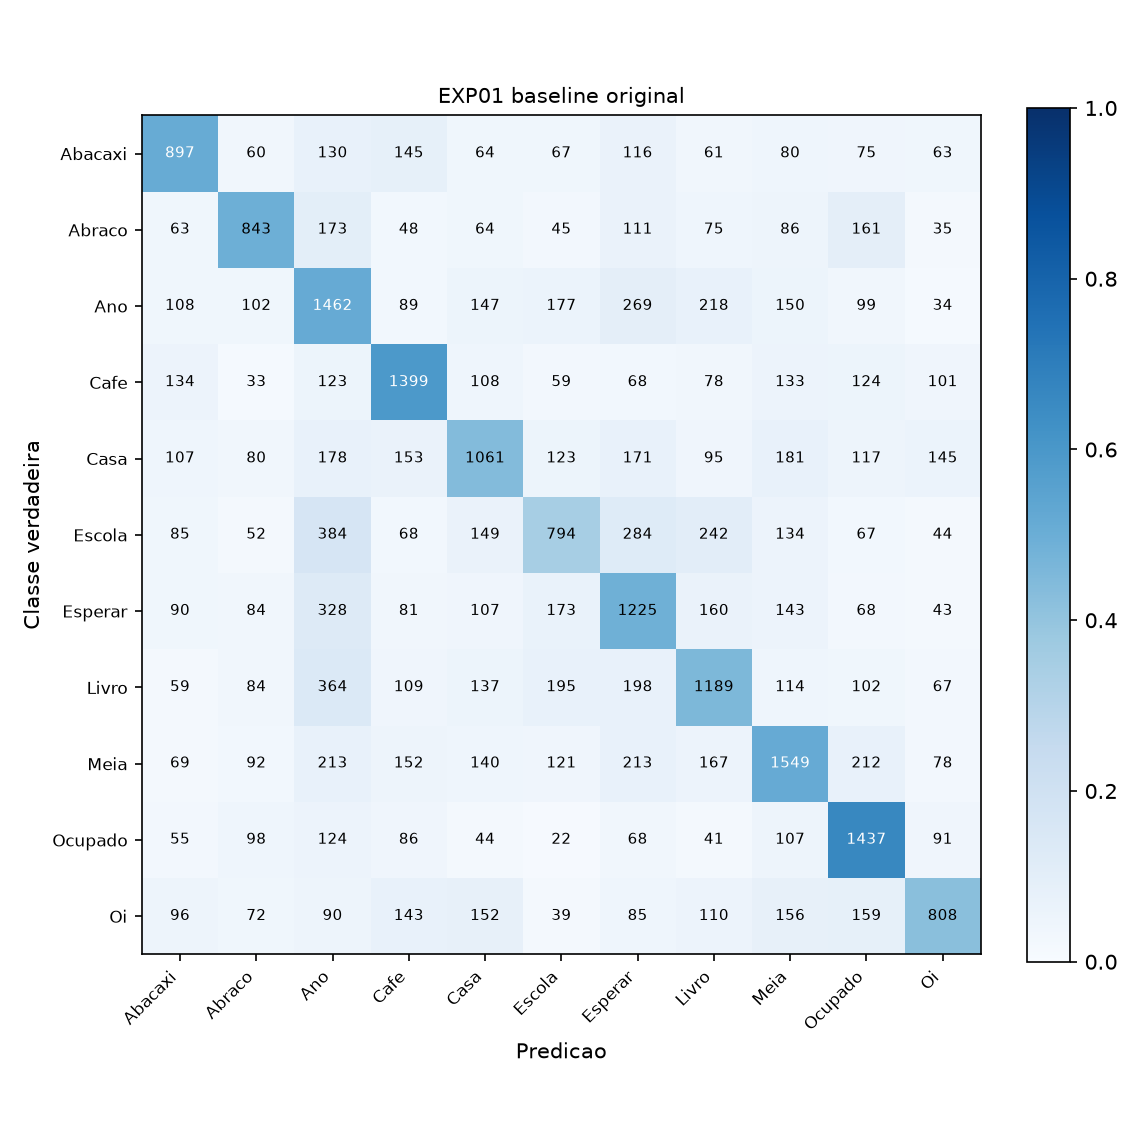 EXP01 baseline original
Classe verdadeira
Abacaxi 897 60 130 145 64 67 116 61 80 75 63
Abraco 63 843 173 48 64 45 111 75 86 161 35
Ano 108 102 1462 89 147 177 269 218 150 99 34
Cafe 134 33 123 1399 108 59 68 78 133 124 101
Casa 107 80 178 153 1061 123 171 95 181 117 145
Escola 85 52 384 68 149 794 284 242 134 67 44
Esperar 90 84 328 81 107 173 1225 160 143 68 43
Livro 59 84 364 109 137 195 198 1189 114 102 67
Meia 69 92 213 152 140 121 213 167 1549 212 78
Ocupado 55 98 124 86 44 22 68 41 107 1437 91
Oi 96 72 90 143 152 39 85 110 156 159 808
Abacaxi Abraco Ano Cafe Casa Escola Esperar Livro Meia Ocupado Oi
Predicao
1.0
0.8
0.6
0.4
0.2
0.0